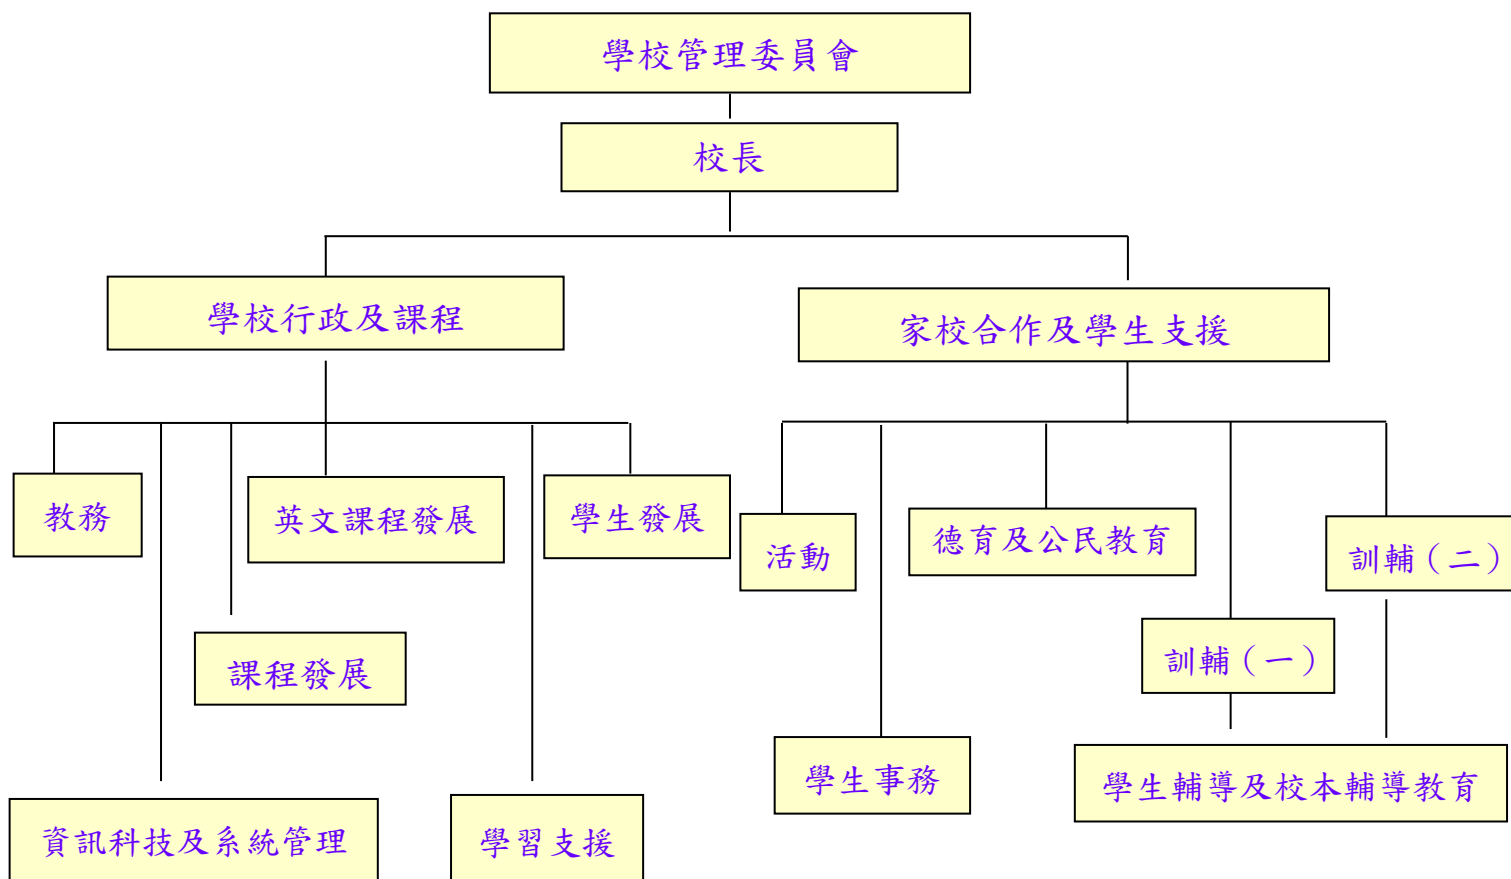 學校管理委員會
校長
學校行政及課程
家校合作及學生支援
教務
英文課程發展
學生發展
活動
德育及公民教育
訓輔（二）
課程發展
訓輔（一）
學生事務
學生輔導及校本輔導教育
資訊科技及系統管理
學習支援